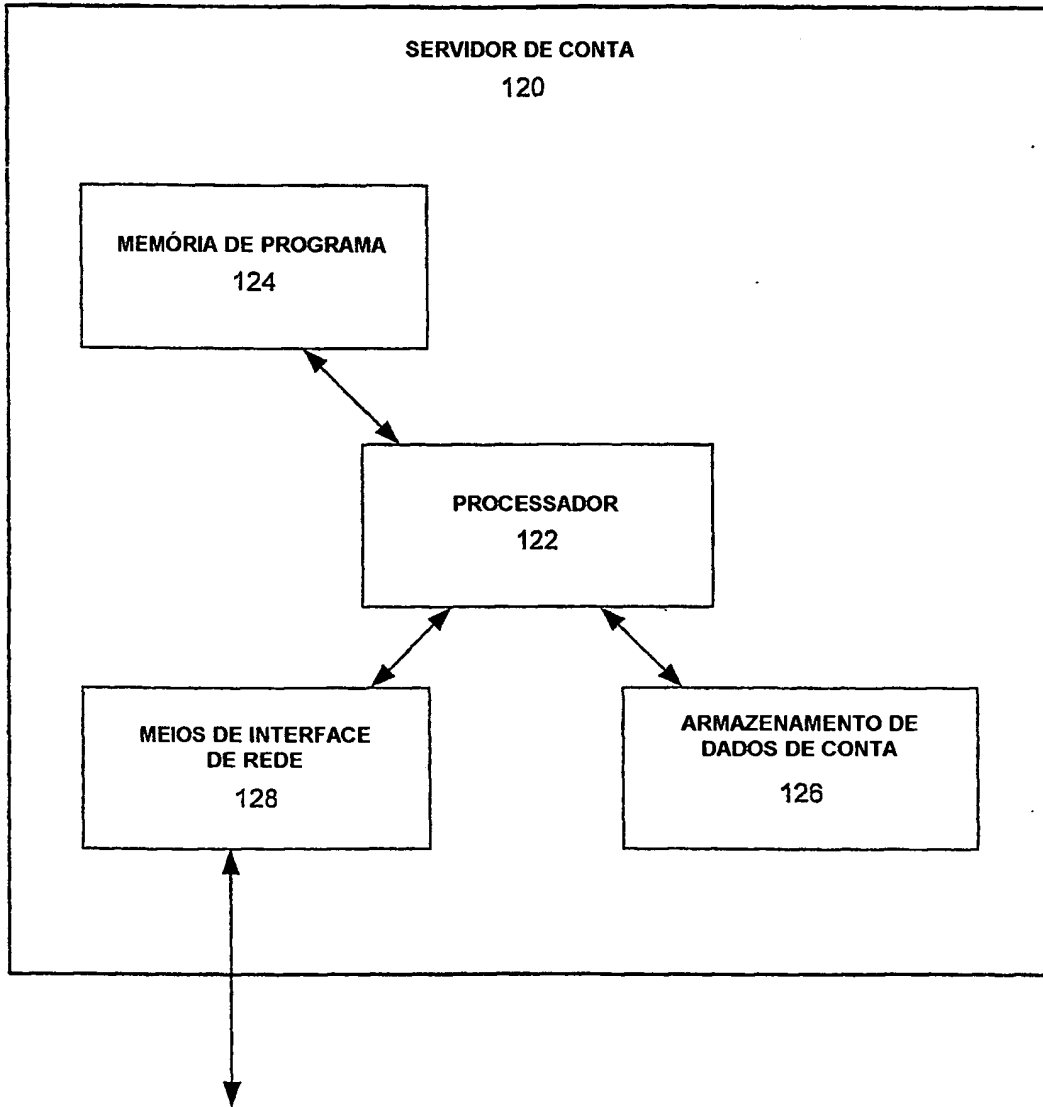 SERVIDOR DE CONTA
120
MEMÓRIA DE PROGRAMA
124
PROCESSADOR
122
MEIOS DE INTERFACE
DE REDE
128
ARMAZENAMENTO DE
DADOS DE CONTA
126